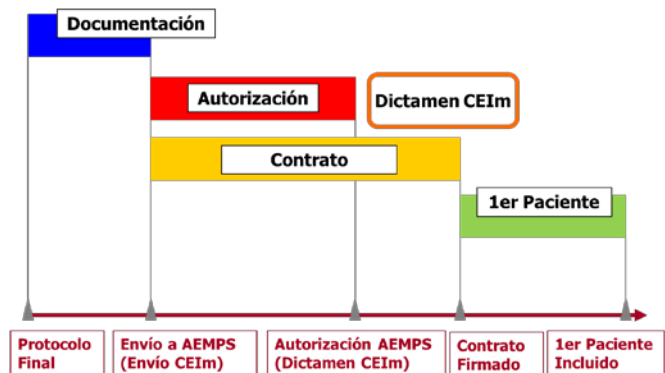 Documentación
Autorización
Dictamen CEIm
Contrato
1er Paciente
Protocolo
Final
Envío a AEMPS
(Envío CEIm)
Autorización AEMPS
(Dictamen CEIm)
Contrato
Firmado
1er Paciente
Incluido